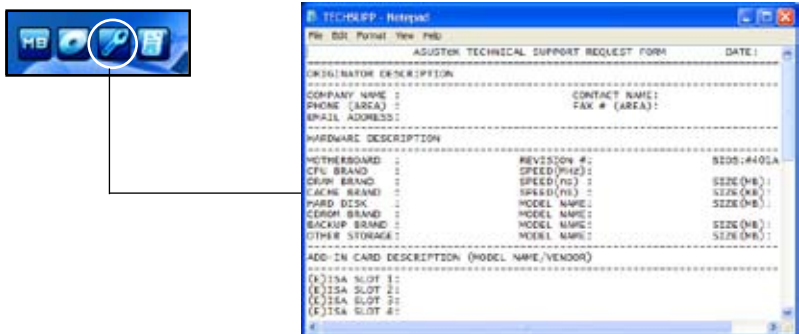 MB
TECHSUPP - Notepad
File Edit Format View Help
ASUSTeK TECHNICAL SUPPORT REQUEST FORM DATE:
ORIGINATOR DESCRIPTION
COMPANY NAME : CONTACT NAME:
PHONE (AREA) : FAX # (AREA):
EMAIL ADDRESS:
HARDWARE DESCRIPTION
MOTHERBOARD : REVISION #: BIOS:#401A
CPU BRAND : SPEED(MHz):
DRAM BRAND : SPEED(ns) : SIZE(MB):
CACHE BRAND : SPEED(ns) : SIZE(KB):
HARD DISK : MODEL NAME: SIZE(MB):
CDROM BRAND : MODEL NAME:
BACKUP BRAND : MODEL NAME: SIZE(MB):
OTHER STORAGE: MODEL NAME: SIZE(MB):
ADD-IN CARD DESCRIPTION (MODEL NAME/VENDOR)
(E)ISA SLOT 1:
(E)ISA SLOT 2:
(E)ISA SLOT 3:
(E)ISA SLOT 4: